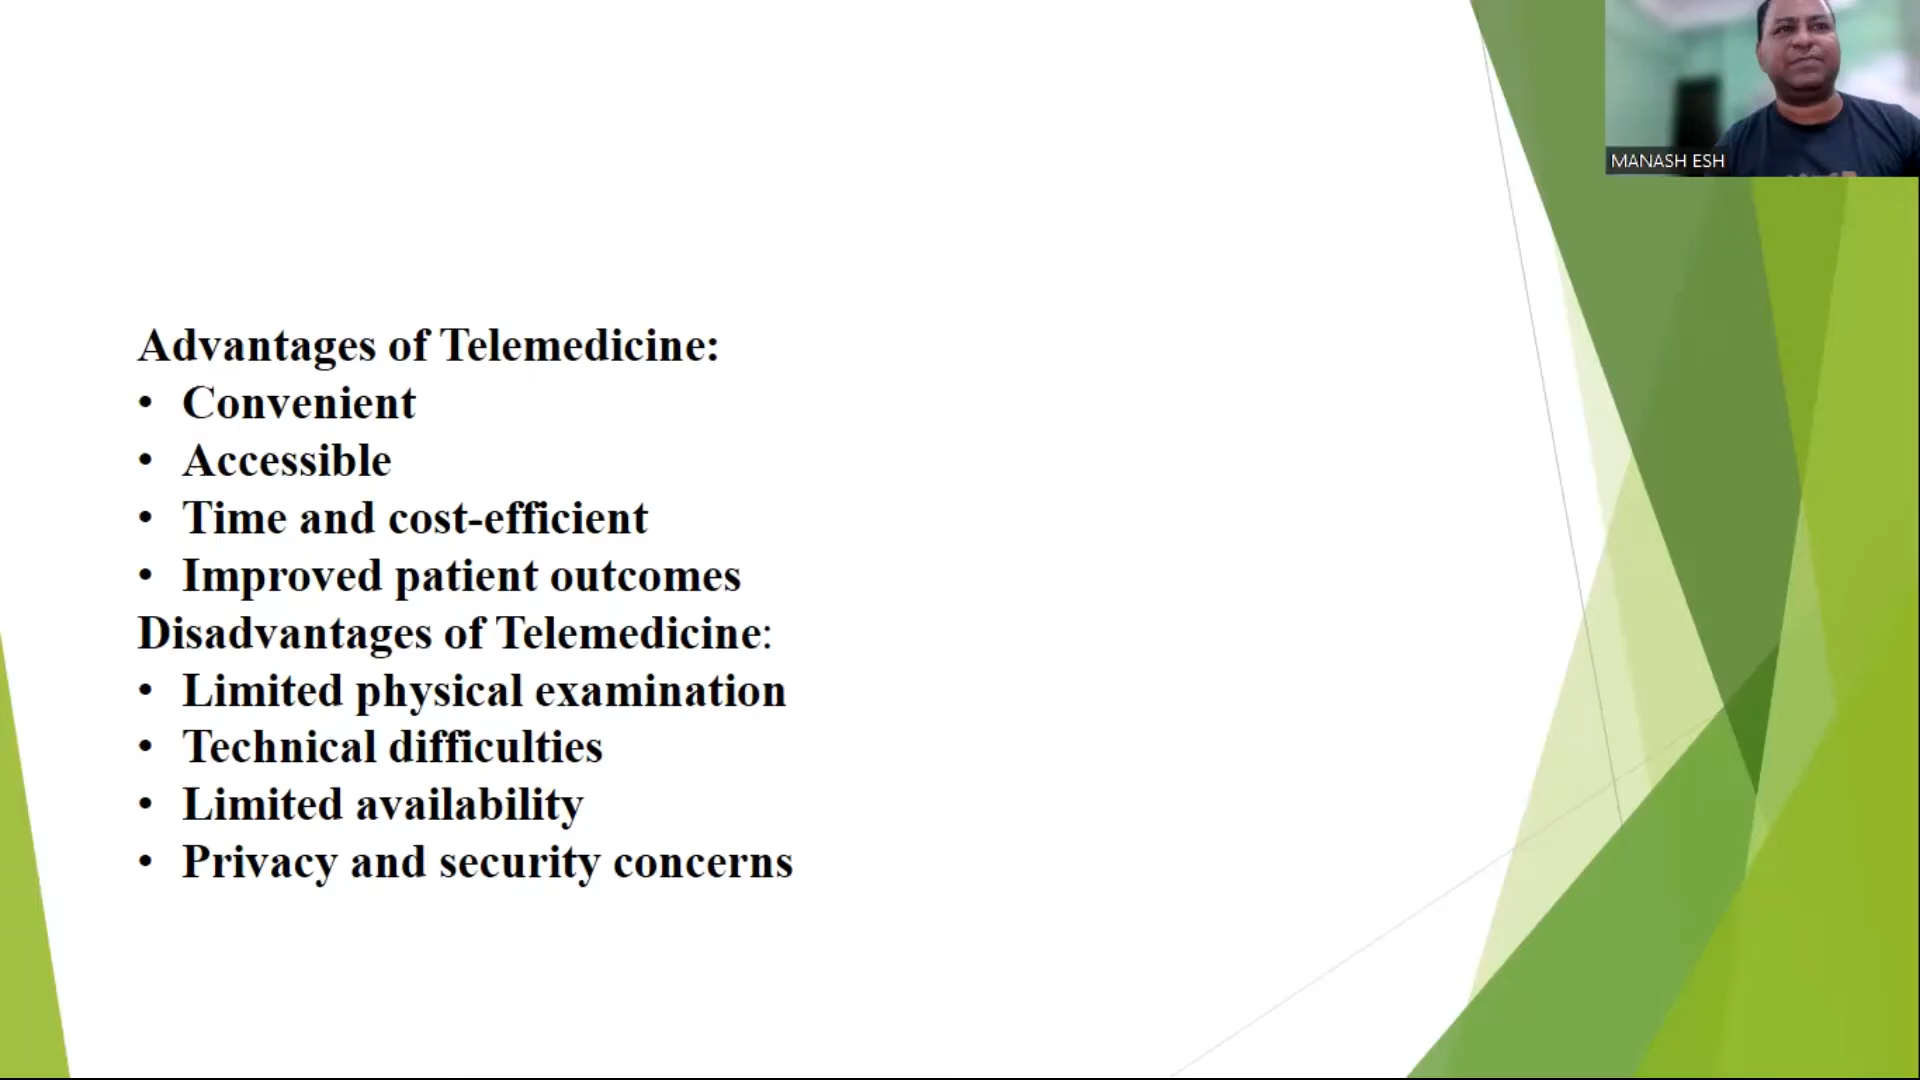 MANASH ESH
Advantages of Telemedicine:
• Convenient
• Accessible
• Time and cost-efficient
• Improved patient outcomes
Disadvantages of Telemedicine:
• Limited physical examination
• Technical difficulties
• Limited availability
• Privacy and security concerns